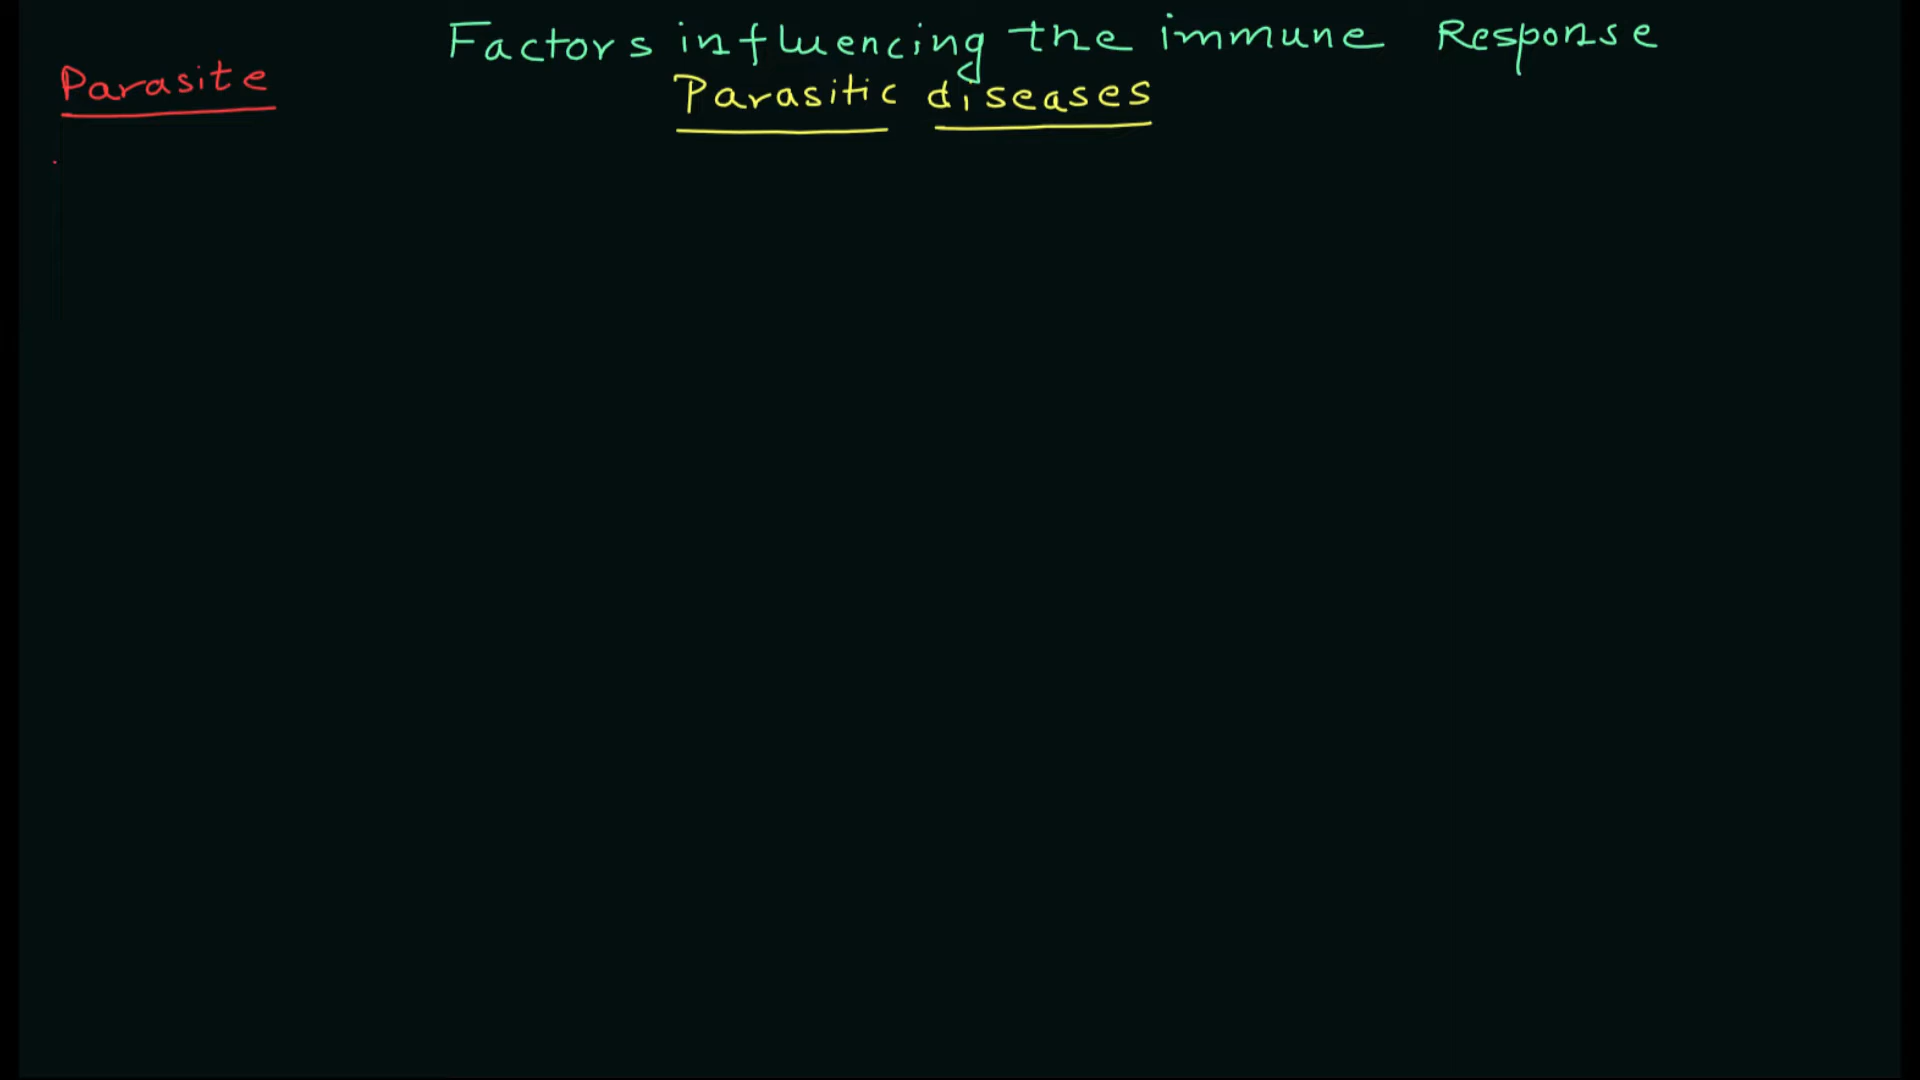 Factors influencing the immune Response
Parasite
Parasitic diseases